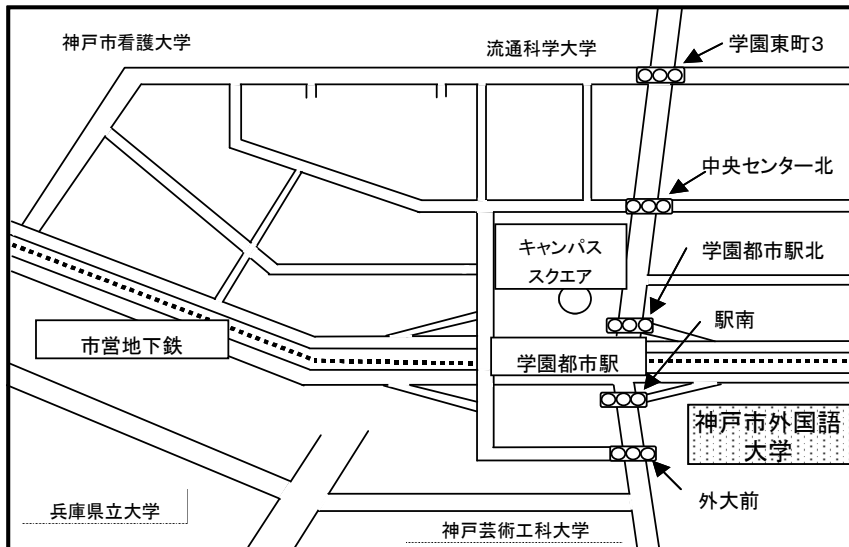 神戸市看護大学
流通科学大学
学園東町3
中央センター北
キャンパス
スクエア
学園都市駅北
駅南
市営地下鉄
学園都市駅
神戸市外国語
大学
外大前
兵庫県立大学
神戸芸術工科大学